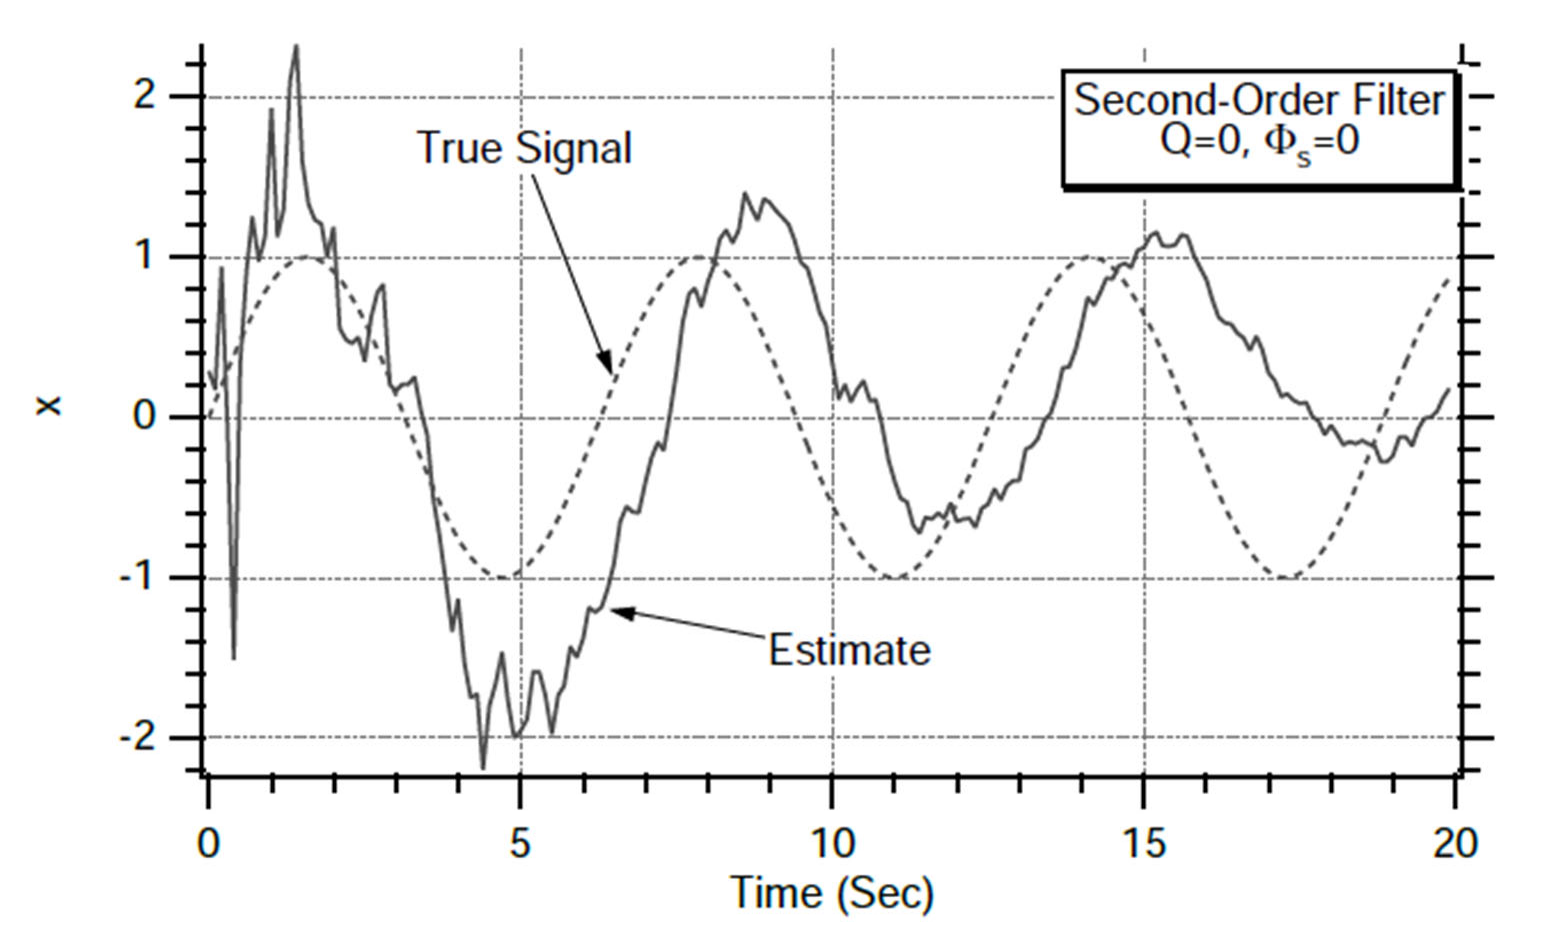 Second-Order Filter
Q=0, Φs=0
True Signal
Estimate
x
2
1
0
-1
-2
0 5 10 15 20
Time (Sec)